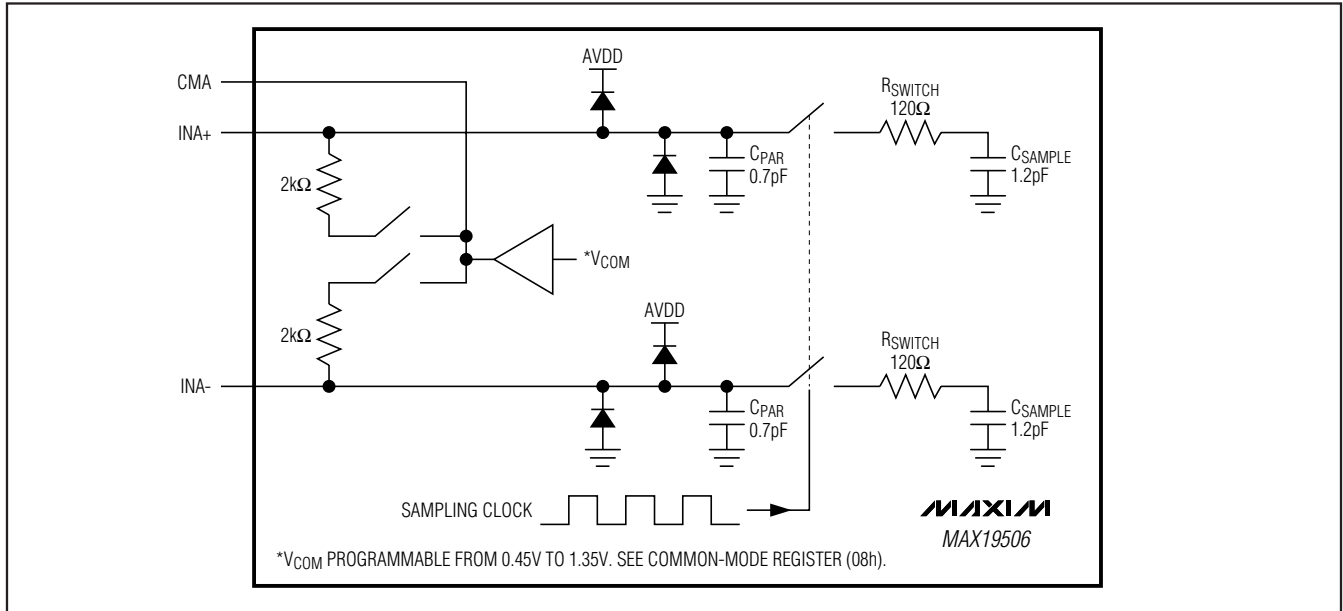 AVDD
CMA
RSWITCH
120Ω
INA+
CPAR
0.7pF
CSAMPLE
1.2pF
2kΩ
*VCOM
AVDD
2kΩ
RSWITCH
120Ω
INA-
CPAR
0.7pF
CSAMPLE
1.2pF
SAMPLING CLOCK
MAXIM
MAX19506
*VCOM PROGRAMMABLE FROM 0.45V TO 1.35V. SEE COMMON-MODE REGISTER (08h).